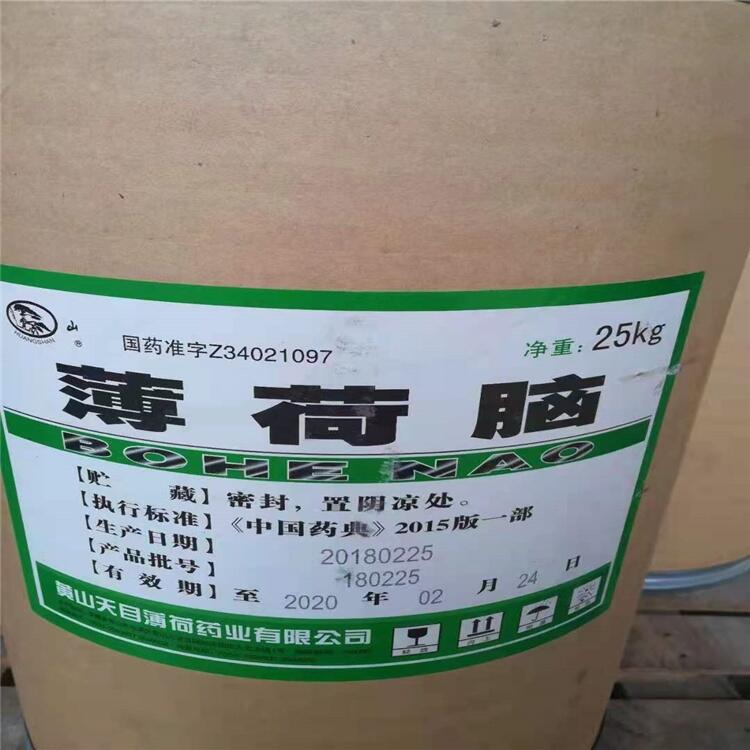 山
HUANGSHAN ®
国药准字Z34021097
净重：25kg
薄荷脑
BOHE NAO
【贮 藏】密封，置阴凉处。
【执行标准】《中国药典》2015版一部
【生产日期】20180225
【产品批号】180225
【有 效 期】至 2020 年 02 月 24 日
黄山天目薄荷药业有限公司